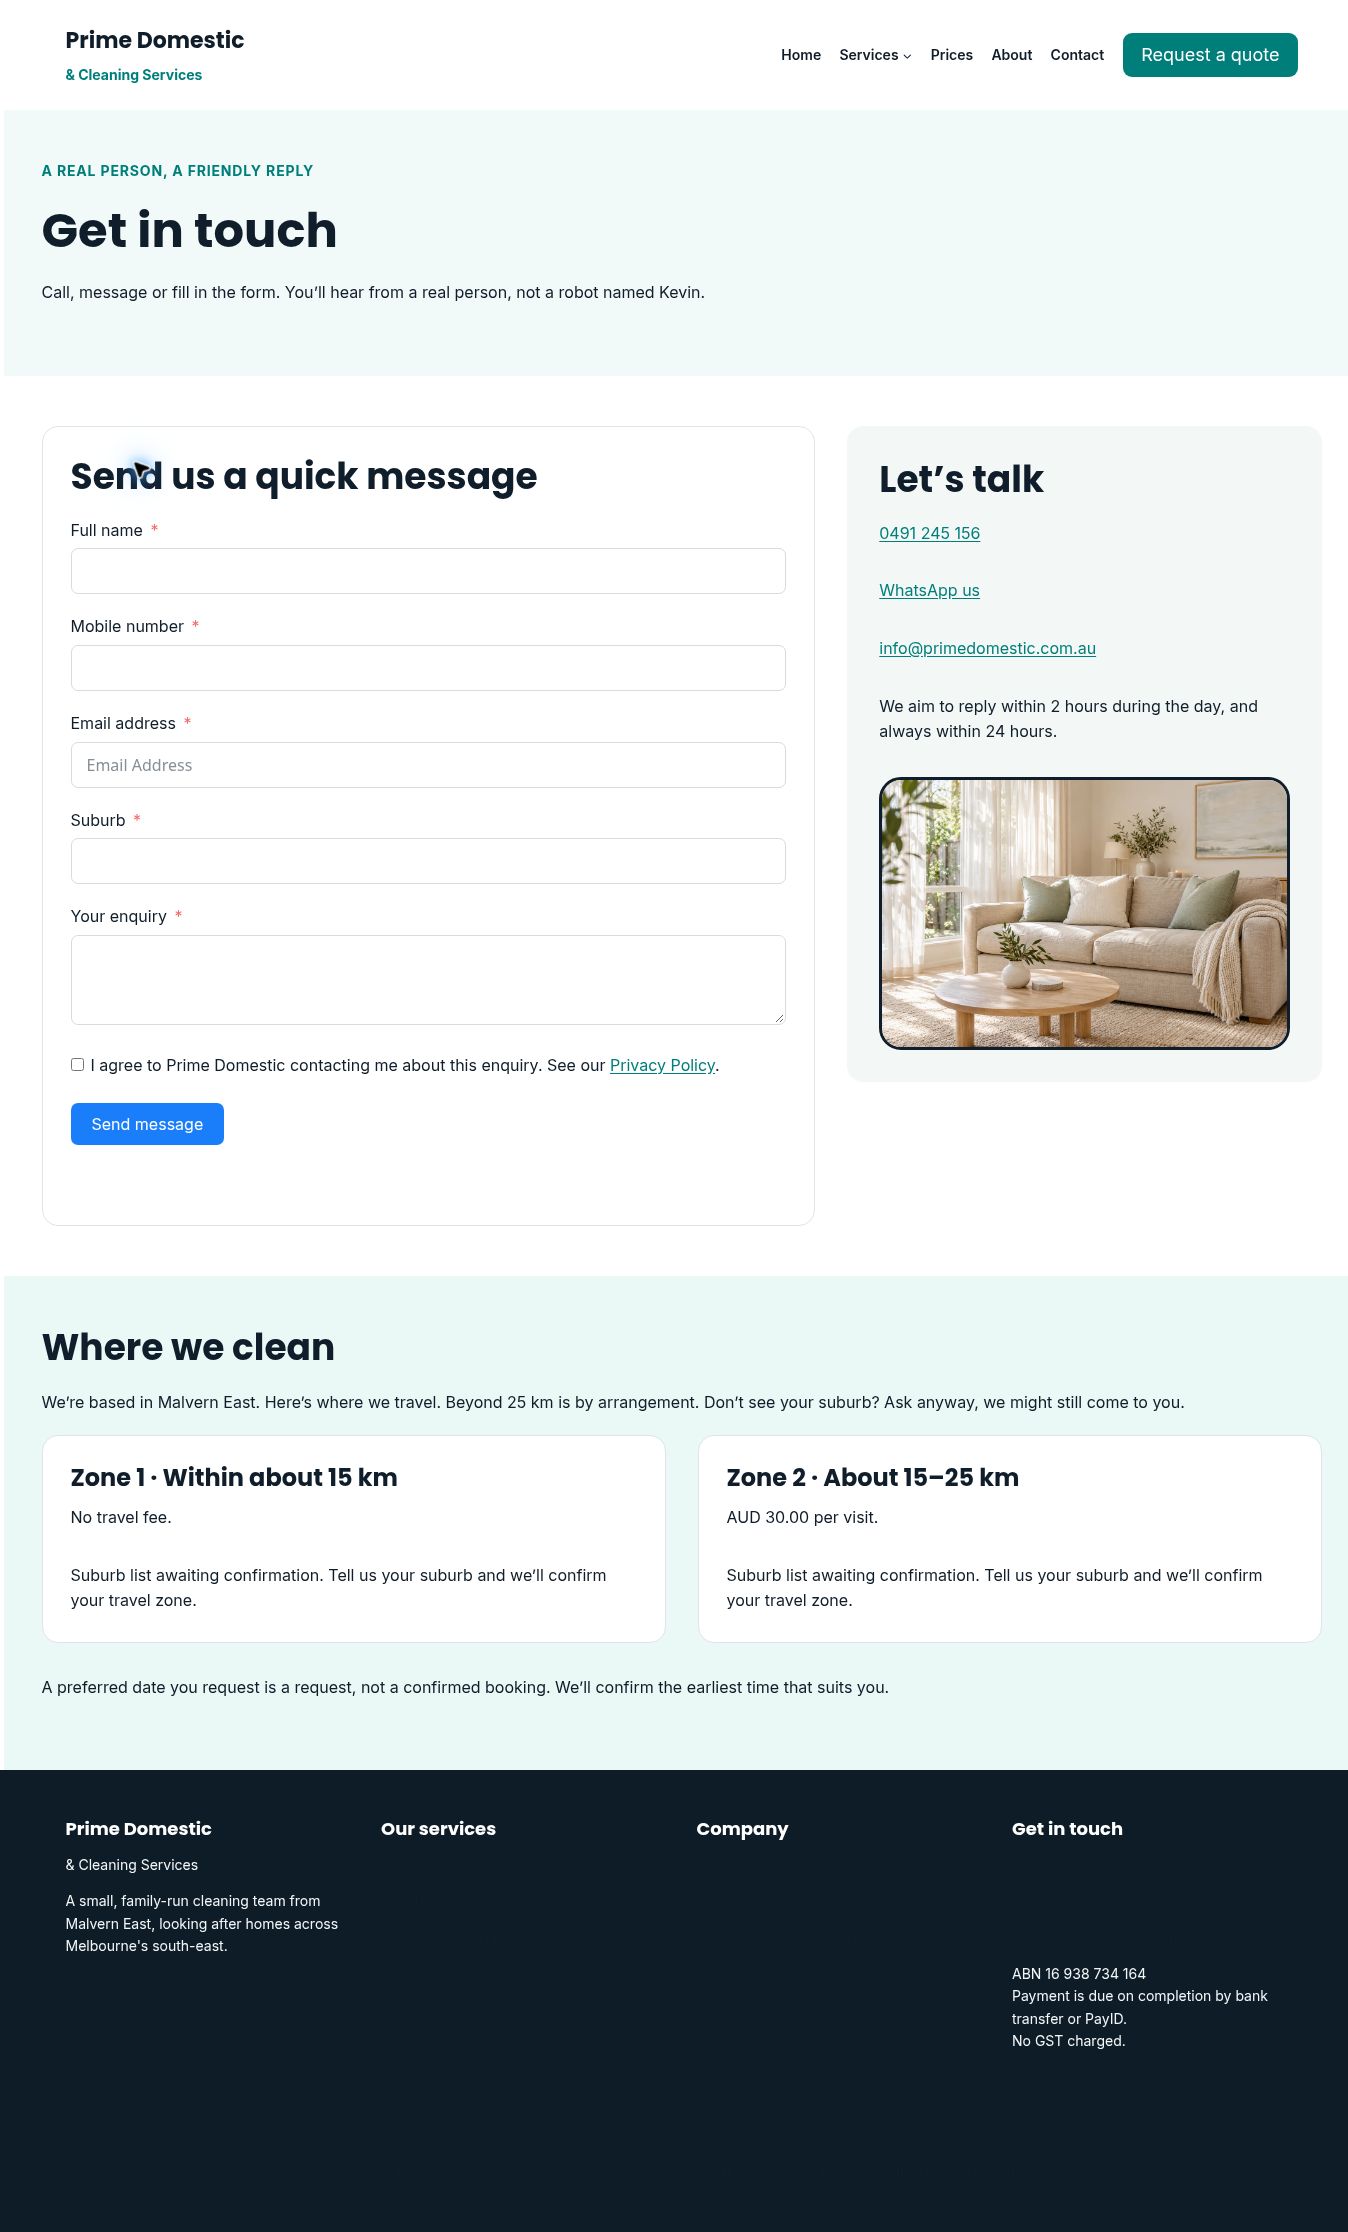 Prime Domestic
& Cleaning Services
Home Services Prices About Contact Request a quote
A REAL PERSON, A FRIENDLY REPLY
Get in touch
Call, message or fill in the form. You’ll hear from a real person, not a robot named Kevin.
Send us a quick message
Full name *
Mobile number *
Email address *
Email Address
Suburb *
Your enquiry *
I agree to Prime Domestic contacting me about this enquiry. See our Privacy Policy.
Send message
Let’s talk
0491 245 156
WhatsApp us
info@primedomestic.com.au
We aim to reply within 2 hours during the day, and
always within 24 hours.
Where we clean
We’re based in Malvern East. Here’s where we travel. Beyond 25 km is by arrangement. Don’t see your suburb? Ask anyway, we might still come to you.
Zone 1 · Within about 15 km
No travel fee.
Suburb list awaiting confirmation. Tell us your suburb and we’ll confirm
your travel zone.
Zone 2 · About 15–25 km
AUD 30.00 per visit.
Suburb list awaiting confirmation. Tell us your suburb and we’ll confirm
your travel zone.
A preferred date you request is a request, not a confirmed booking. We’ll confirm the earliest time that suits you.
Prime Domestic
& Cleaning Services
A small, family-run cleaning team from
Malvern East, looking after homes across
Melbourne's south-east.
Our services
Company
Get in touch
ABN 16 938 734 164
Payment is due on completion by bank
transfer or PayID.
No GST charged.